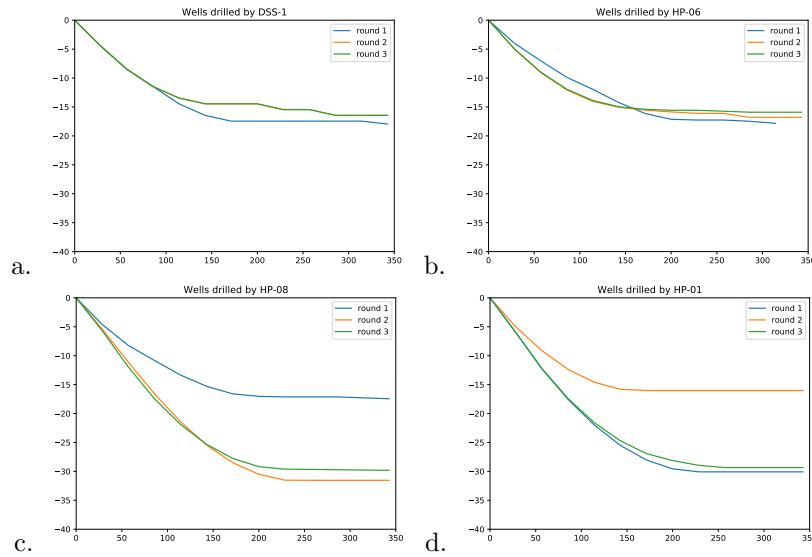 Wells drilled by DSS-1
0
−5
−10
−15
−20
−25
−30
−35
−40
0 50 100 150 200 250 300 350
round 1
round 2
round 3
a.
Wells drilled by HP-06
0
−5
−10
−15
−20
−25
−30
−35
−40
0 50 100 150 200 250 300 350
round 1
round 2
round 3
b.
Wells drilled by HP-08
0
−5
−10
−15
−20
−25
−30
−35
−40
0 50 100 150 200 250 300 350
round 1
round 2
round 3
c.
Wells drilled by HP-01
0
−5
−10
−15
−20
−25
−30
−35
−40
0 50 100 150 200 250 300 350
round 1
round 2
round 3
d.